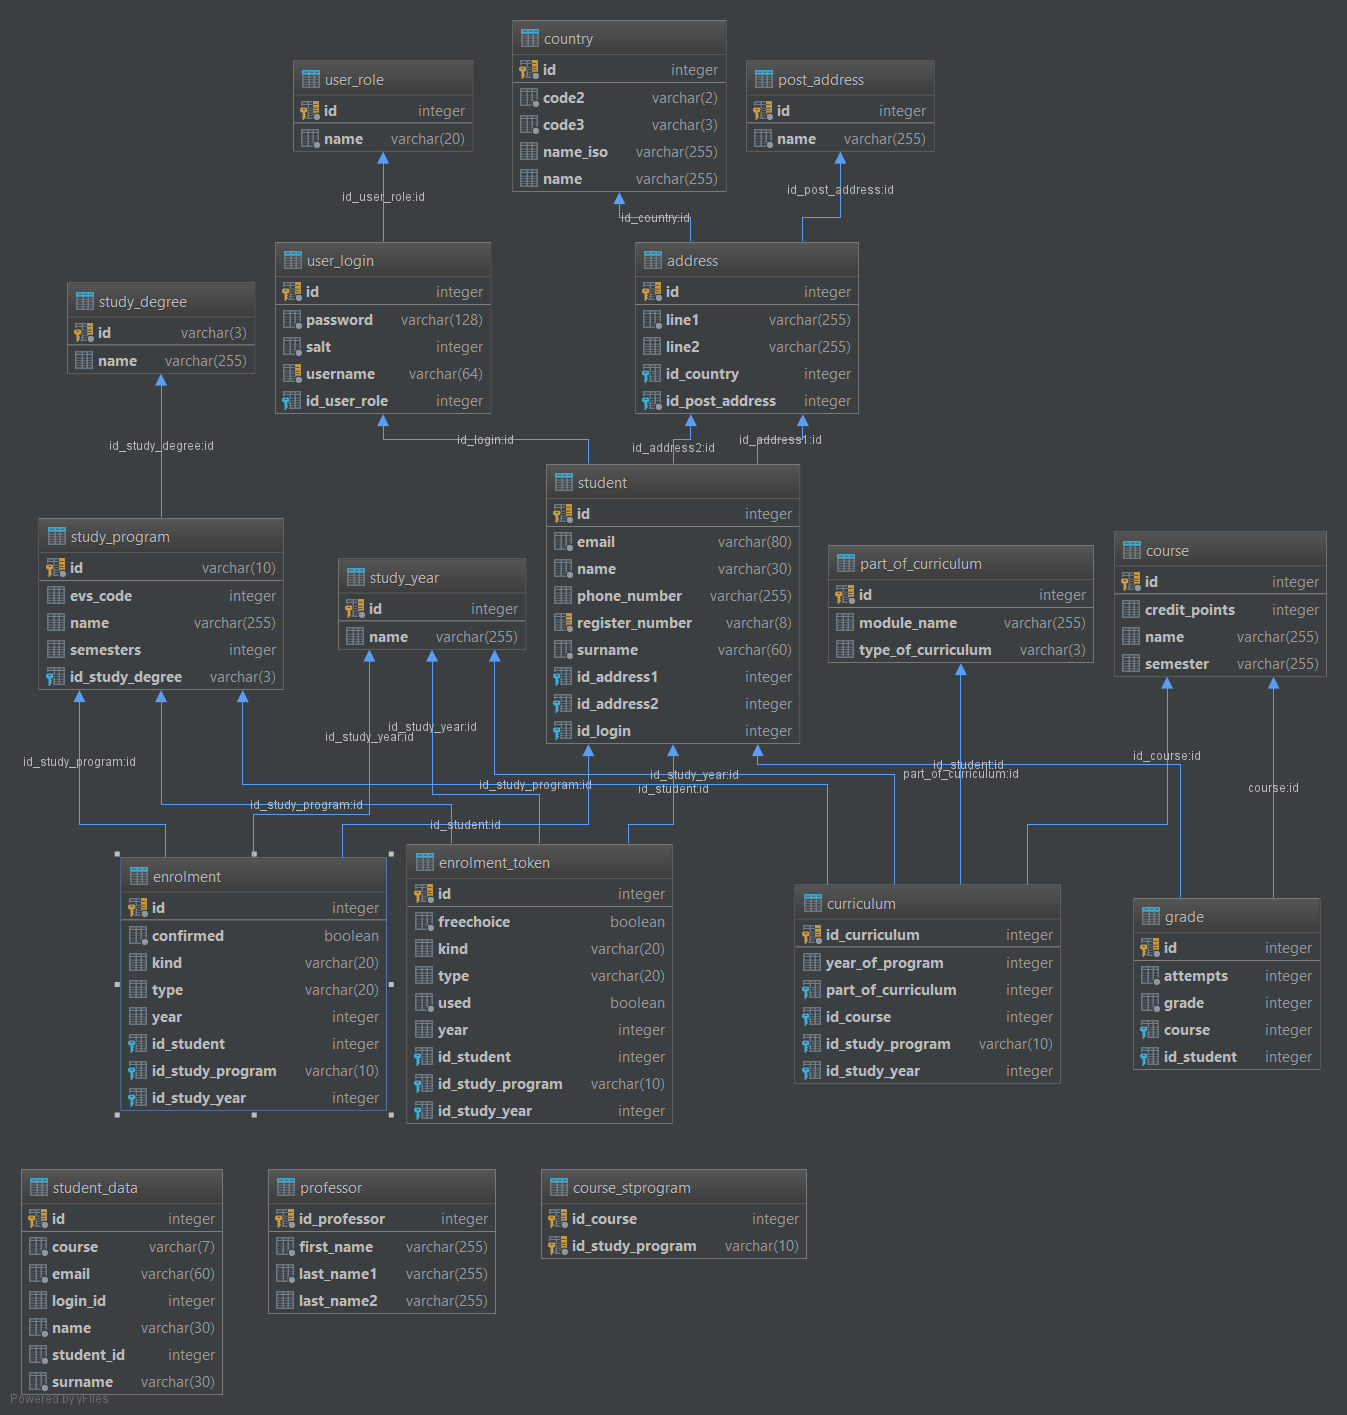 country
id integer
code2 varchar(2)
code3 varchar(3)
name_iso varchar(255)
name varchar(255)
user_role
id integer
name varchar(20)
post_address
id integer
name varchar(255)
id_user_role:id
id_country:id
id_post_address:id
user_login
id integer
password varchar(128)
salt integer
username varchar(64)
id_user_role integer
address
id integer
line1 varchar(255)
line2 varchar(255)
id_country integer
id_post_address integer
study_degree
id varchar(3)
name varchar(255)
id_study_degree:id
id_login:id
id_address2:id
id_address1:id
student
id integer
email varchar(80)
name varchar(30)
phone_number varchar(255)
register_number varchar(8)
surname varchar(60)
id_address1 integer
id_address2 integer
id_login integer
study_program
id varchar(10)
evs_code integer
name varchar(255)
semesters integer
id_study_degree varchar(3)
study_year
id integer
name varchar(255)
part_of_curriculum
id integer
module_name varchar(255)
type_of_curriculum varchar(3)
course
id integer
credit_points integer
name varchar(255)
semester varchar(255)
id_study_program:id
id_study_year:id
id_study_year:id
id_study_program:id
id_student:id
id_study_program:id
id_study_year:id
id_student:id
id_student:id
part_of_curriculum:id
id_course:id
course:id
enrolment
id integer
confirmed boolean
kind varchar(20)
type varchar(20)
year integer
id_student integer
id_study_program varchar(10)
id_study_year integer
enrolment_token
id integer
freechoice boolean
kind varchar(20)
type varchar(20)
used boolean
year integer
id_student integer
id_study_program varchar(10)
id_study_year integer
curriculum
id_curriculum integer
year_of_program integer
part_of_curriculum integer
id_course integer
id_study_program varchar(10)
id_study_year integer
grade
id integer
attempts integer
grade integer
course integer
id_student integer
student_data
id integer
course varchar(7)
email varchar(60)
login_id integer
name varchar(30)
student_id integer
surname varchar(30)
professor
id_professor integer
first_name varchar(255)
last_name1 varchar(255)
last_name2 varchar(255)
course_stprogram
id_course integer
id_study_program varchar(10)
Powered by yFiles